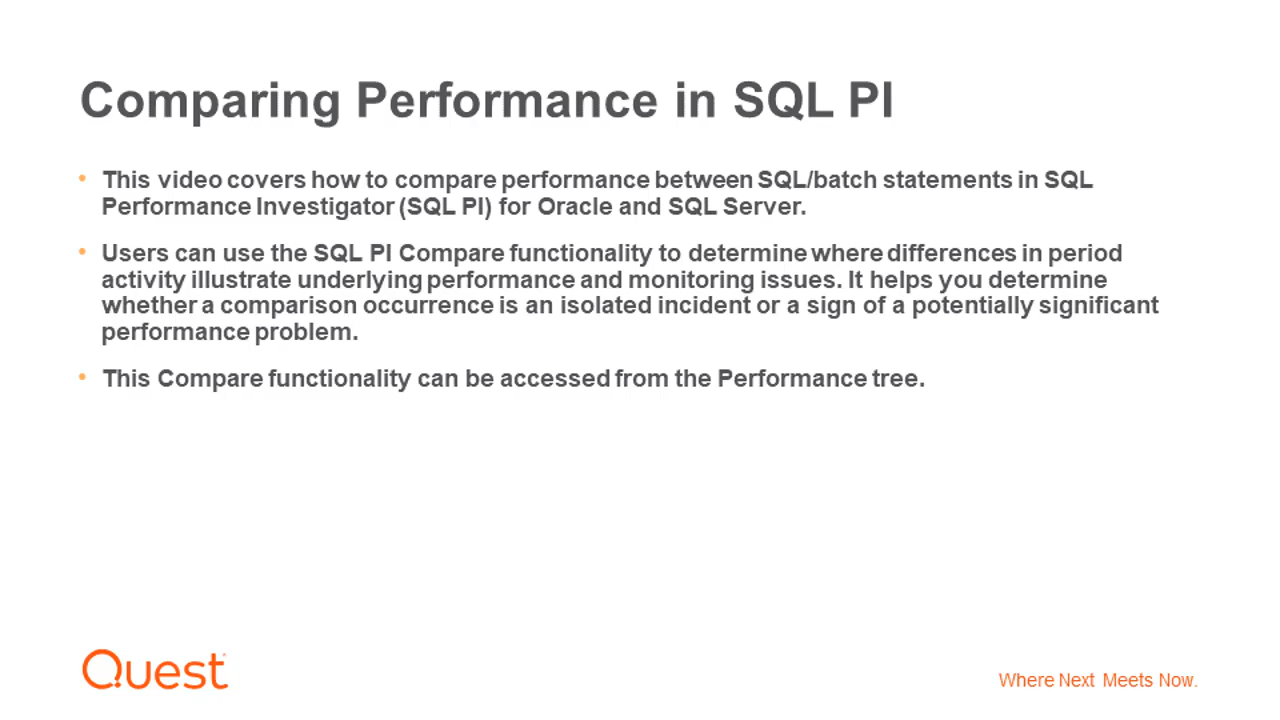 Comparing Performance in SQL PI
• This video covers how to compare performance between SQL/batch statements in SQL
Performance Investigator (SQL PI) for Oracle and SQL Server.
• Users can use the SQL PI Compare functionality to determine where differences in period
activity illustrate underlying performance and monitoring issues. It helps you determine
whether a comparison occurrence is an isolated incident or a sign of a potentially significant
performance problem.
• This Compare functionality can be accessed from the Performance tree.
Quest
Where Next Meets Now.